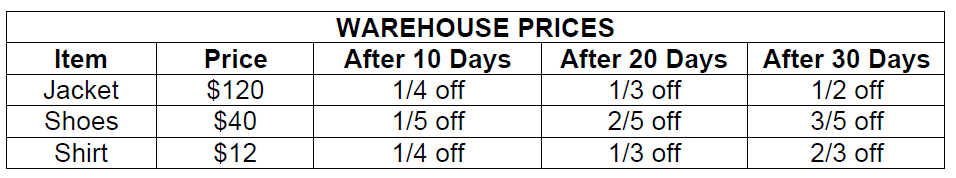 WAREHOUSE PRICES
Item Price After 10 Days After 20 Days After 30 Days
Jacket $120 1/4 off 1/3 off 1/2 off
Shoes $40 1/5 off 2/5 off 3/5 off
Shirt $12 1/4 off 1/3 off 2/3 off